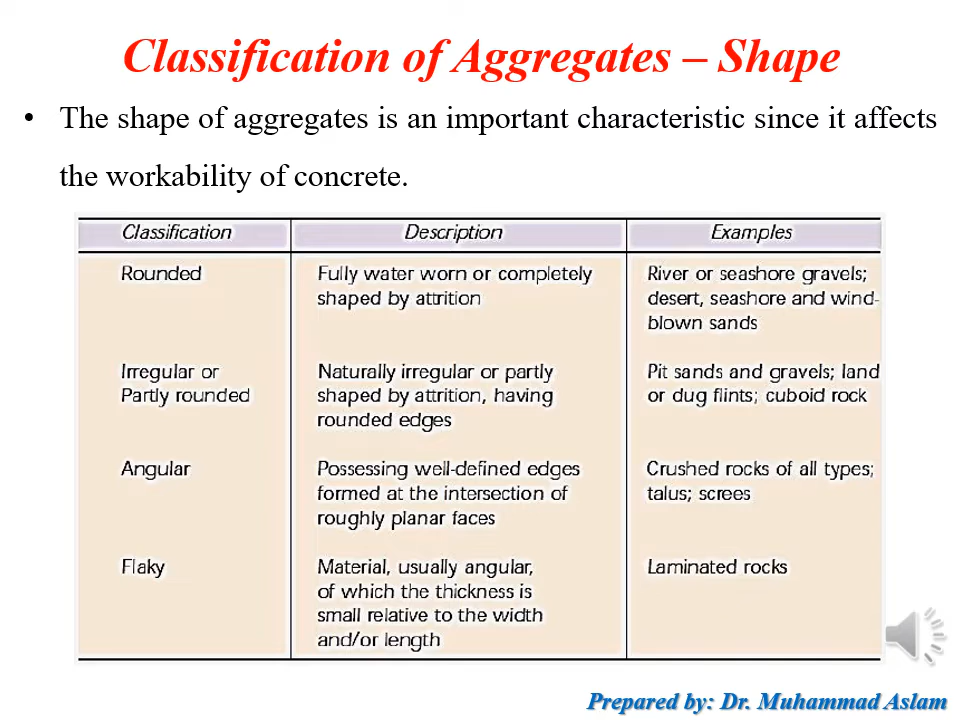 Classification of Aggregates – Shape
• The shape of aggregates is an important characteristic since it affects
the workability of concrete.
Classification Description Examples
Rounded Fully water worn or completely River or seashore gravels;
shaped by attrition desert, seashore and wind-
blown sands
Irregular or Naturally irregular or partly Pit sands and gravels; land
Partly rounded shaped by attrition, having or dug flints; cuboid rock
rounded edges
Angular Possessing well-defined edges Crushed rocks of all types;
formed at the intersection of talus; screes
roughly planar faces
Flaky Material, usually angular, Laminated rocks
of which the thickness is
small relative to the width
and/or length
Prepared by: Dr. Muhammad Aslam